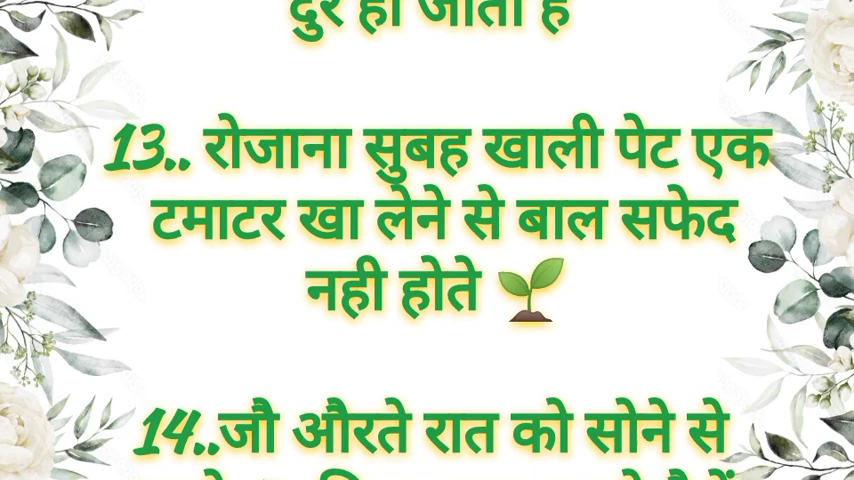 दुर हो जाता है
13.. रोजाना सुबह खाली पेट एक
टमाटर खा लेने से बाल सफेद
नही होते
14..जौ औरते रात को सोने से